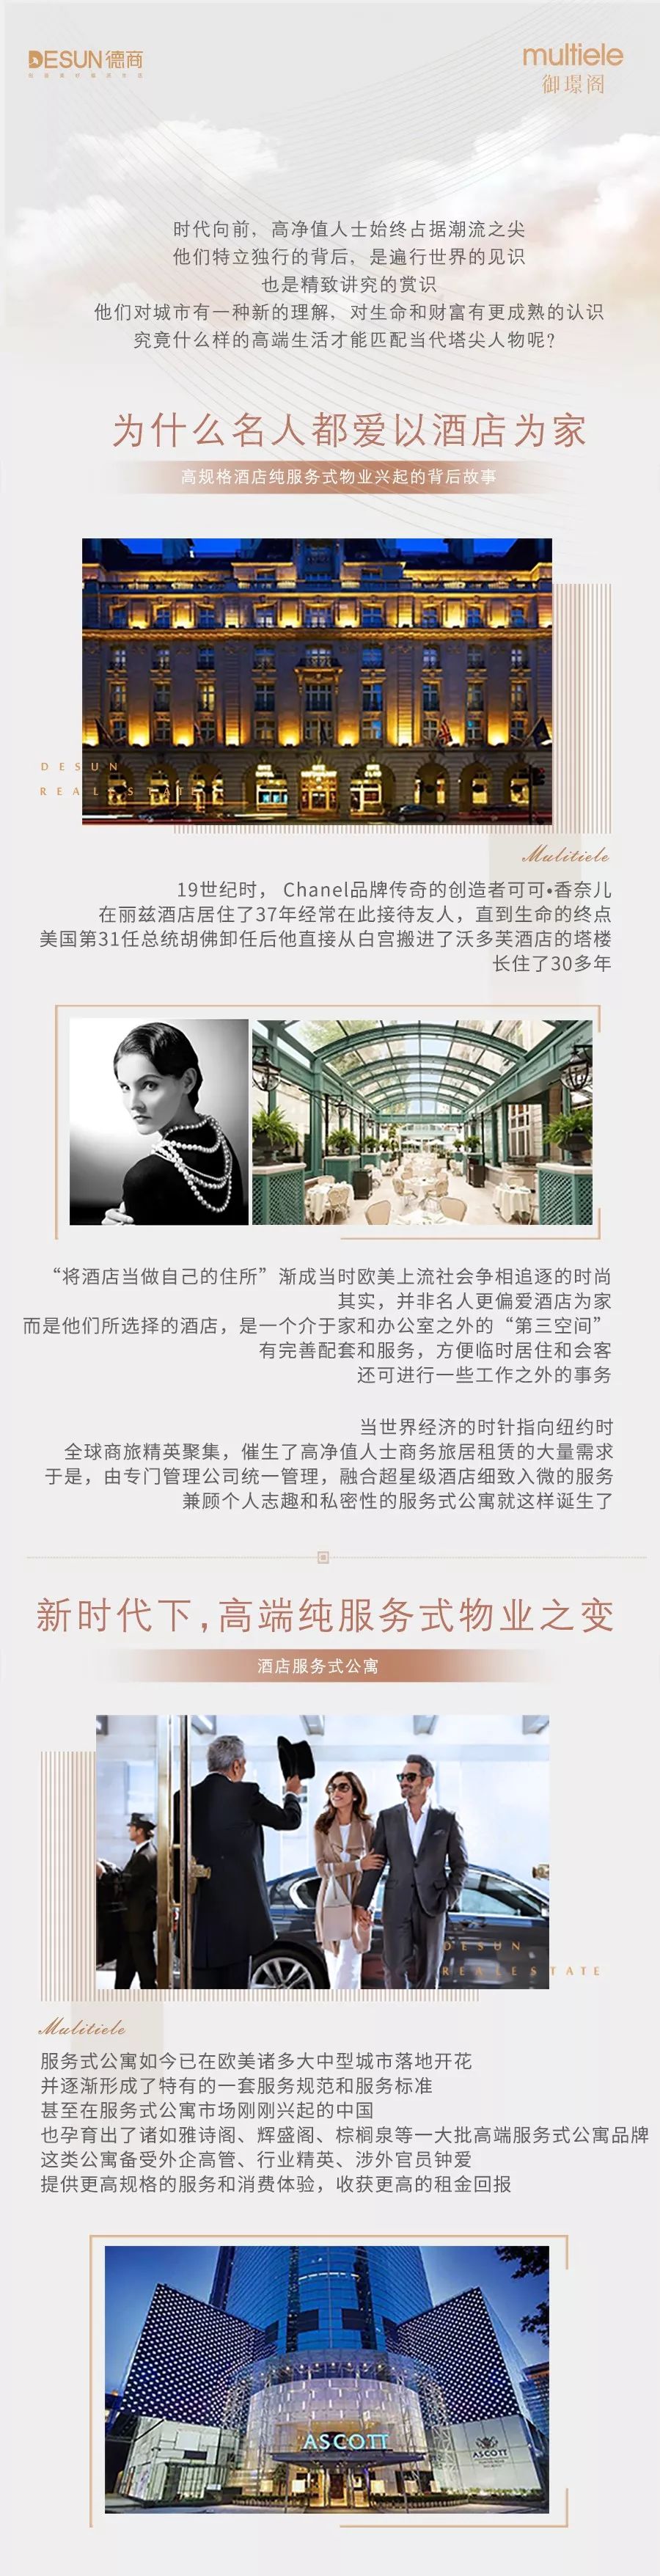 DESUN德商
multiele
御璟阁
时代向前，高净值人士始终占据潮流之尖
他们特立独行的背后，是遍行世界的见识
也是精致讲究的赏识
他们对城市有一种新的理解，对生命和财富有更成熟的认识
究竟什么样的高端生活才能匹配当代塔尖人物呢？
为什么名人都爱以酒店为家
高规格酒店纯服务式物业兴起的背后故事
DESUN
REALESTAT
Mulitiele
19世纪时， Chanel品牌传奇的创造者可可•香奈儿
在丽兹酒店居住了37年经常在此接待友人，直到生命的终点
美国第31任总统胡佛卸任后他直接从白宫搬进了沃多芙酒店的塔楼
长住了30多年
“将酒店当做自己的住所”渐成当时欧美上流社会争相追逐的时尚
其实，并非名人更偏爱酒店为家
而是他们所选择的酒店，是一个介于家和办公室之外的“第三空间”
有完善配套和服务，方便临时居住和会客
还可进行一些工作之外的事务
当世界经济的时针指向纽约时
全球商旅精英聚集，催生了高净值人士商务旅居租赁的大量需求
于是，由专门管理公司统一管理，融合超星级酒店细致入微的服务
兼顾个人志趣和私密性的服务式公寓就这样诞生了
新时代下,高端纯服务式物业之变
酒店服务式公寓
DESUN
REALESTATE
Mulitiele
服务式公寓如今已在欧美诸多大中型城市落地开花
并逐渐形成了特有的一套服务规范和服务标准
甚至在服务式公寓市场刚刚兴起的中国
也孕育出了诸如雅诗阁、辉盛阁、棕榈泉等一大批高端服务式公寓品牌
这类公寓备受外企高管、行业精英、涉外官员钟爱
提供更高规格的服务和消费体验，收获更高的租金回报
ASCOTT
ASCOTT